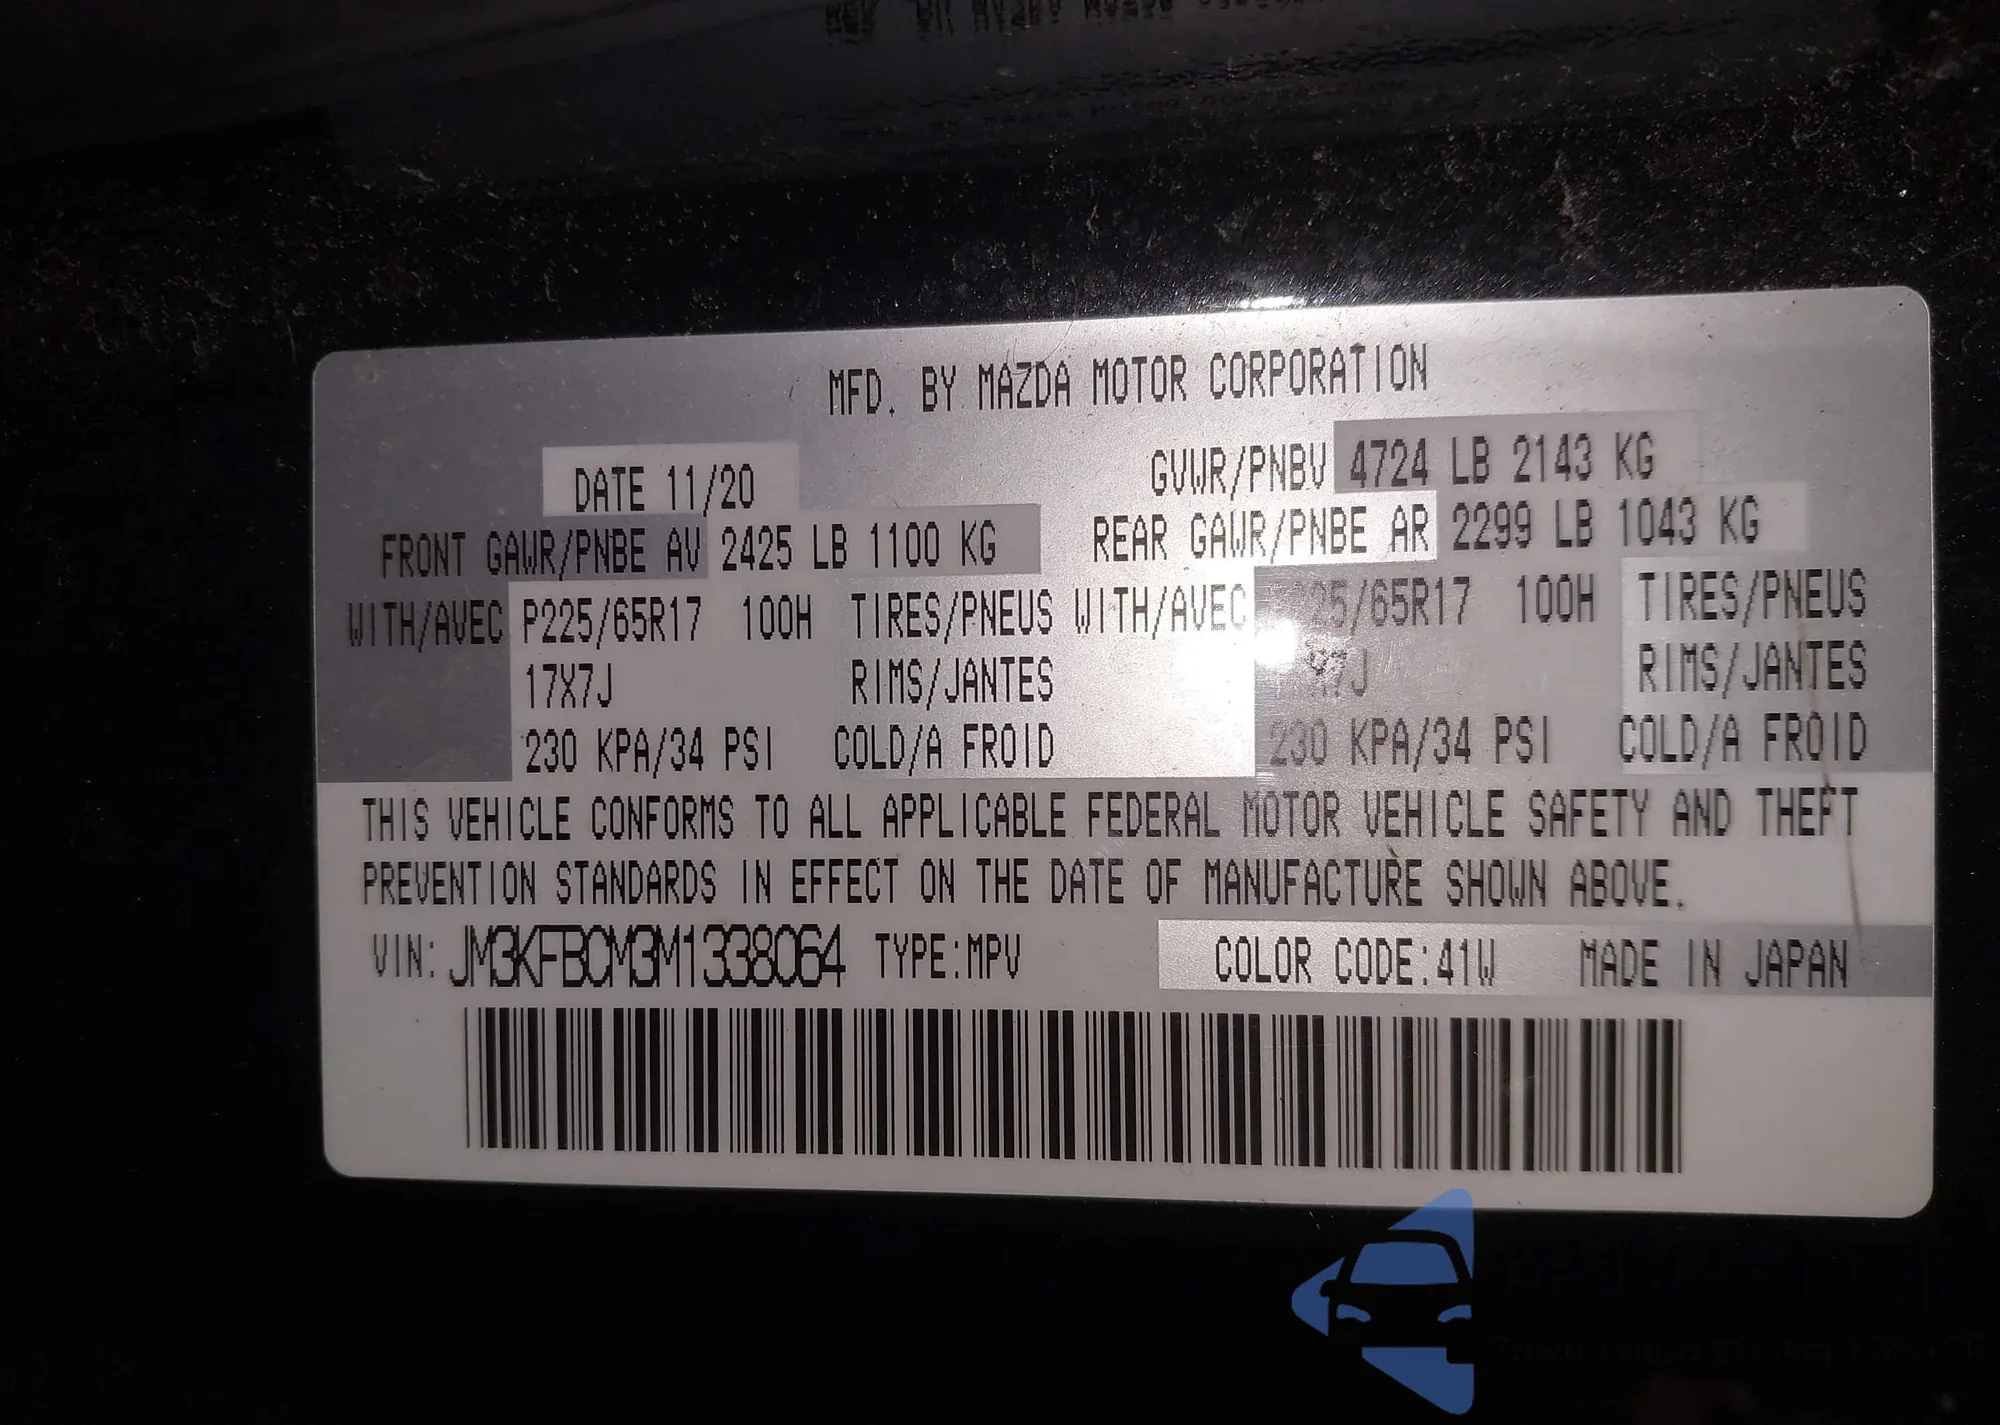 MFD. BY MAZDA MOTOR CORPORATION
DATE 11/20 GVWR/PNBV 4724 LB 2143 KG
FRONT GAWR/PNBE AV 2425 LB 1100 KG REAR GAWR/PNBE AR 2299 LB 1043 KG
WITH/AVEC P225/65R17 100H TIRES/PNEUS WITH/AVEC 25/65R17 100H TIRES/PNEUS
17X7J RIMS/JANTES X7J RIMS/JANTES
230 KPA/34 PSI COLD/A FROID 230 KPA/34 PSI COLD/A FROID
THIS VEHICLE CONFORMS TO ALL APPLICABLE FEDERAL MOTOR VEHICLE SAFETY AND THEFT
PREVENTION STANDARDS IN EFFECT ON THE DATE OF MANUFACTURE SHOWN ABOVE.
VIN: JM3KFBCM3M1338064 TYPE:MPV COLOR CODE:41W MADE IN JAPAN